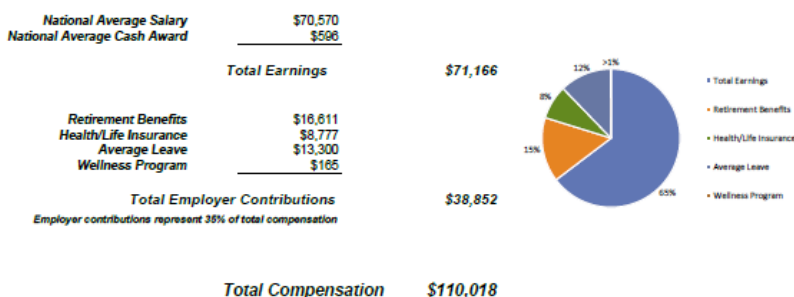 National Average Salary $70,570
National Average Cash Award $596
Total Earnings $71,166
Retirement Benefits $16,611
Health/Life Insurance $8,777
Average Leave $13,300
Wellness Program $165
Total Employer Contributions $38,852
Employer contributions represent 35% of total compensation
Total Compensation $110,018
12% >1%
8%
15%
65%
Total Earnings
Retirement Benefits
Health/Life Insurance
Average Leave
Wellness Program